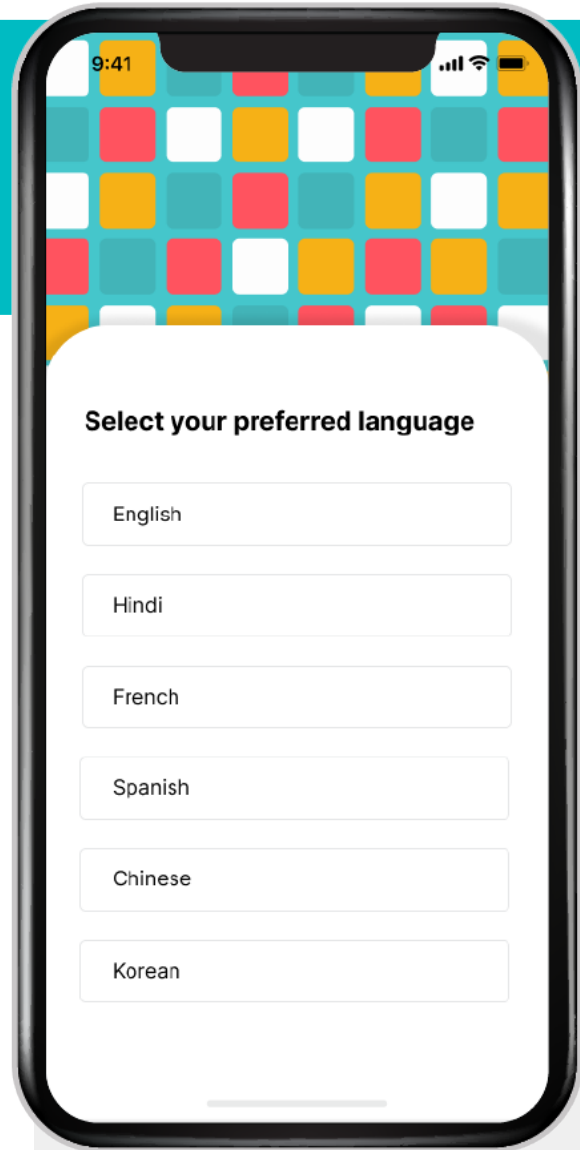 9:41
Select your preferred language
English
Hindi
French
Spanish
Chinese
Korean